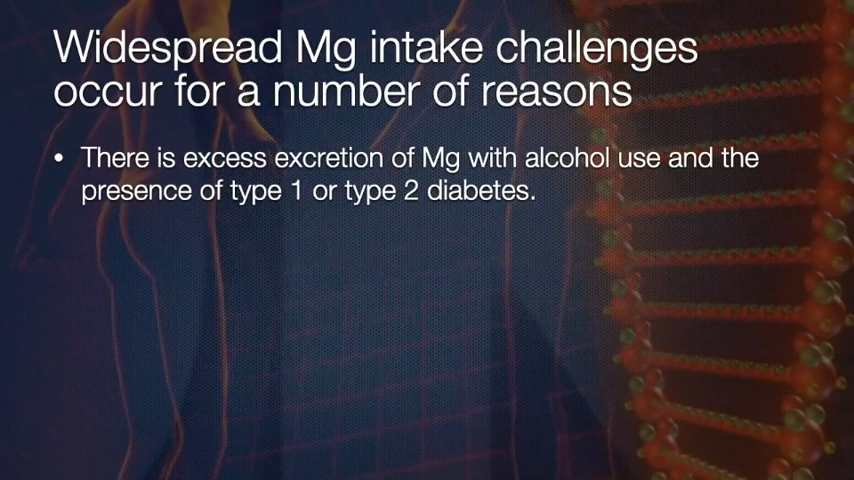 Widespread Mg intake challenges
occur for a number of reasons
• There is excess excretion of Mg with alcohol use and the
presence of type 1 or type 2 diabetes.